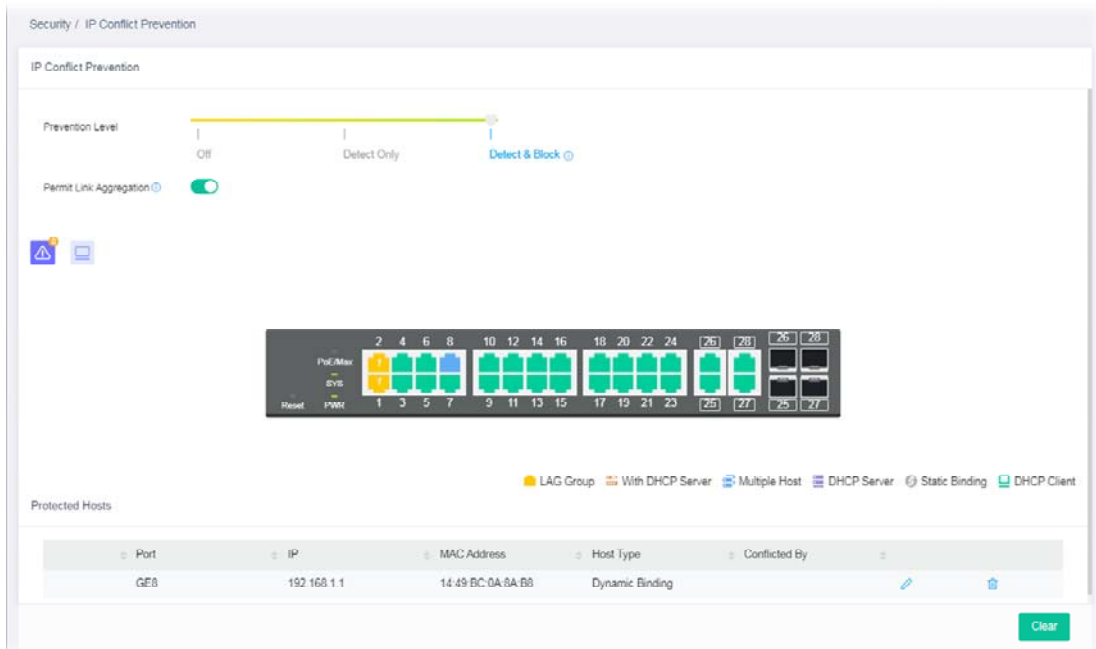 Security / IP Conflict Prevention
IP Conflict Prevention
Prevention Level
Off
Detect Only
Detect & Block
Permit Link Aggregation
2 4 6 8 10 12 14 16 18 20 22 24 26 28 26 28
PoE/Max
SYS
Reset PWR 1 3 5 7 9 11 13 15 17 19 21 23 25 27 25 27
LAG Group With DHCP Server Multiple Host DHCP Server Static Binding DHCP Client
Protected Hosts
Port IP MAC Address Host Type Conflicted By
GE8 192.168.1.1 14:49:BC:0A:8A:B8 Dynamic Binding
Clear